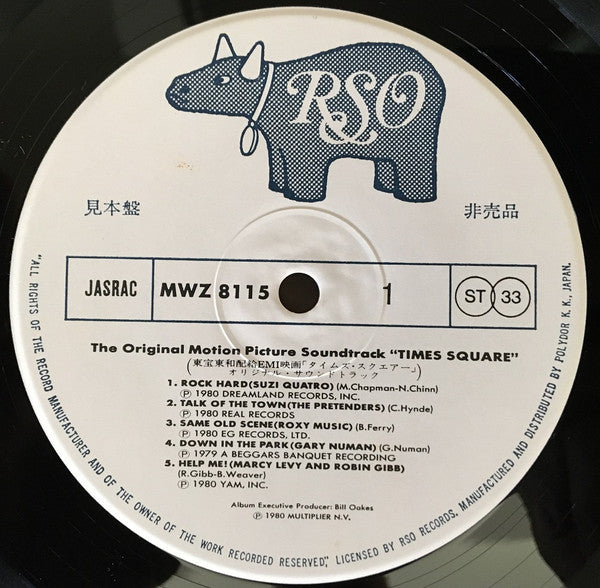 RSO
見本盤
非売品
JASRAC
MWZ 8115
1
ST 33
The Original Motion Picture Soundtrack "TIMES SQUARE"
(東宝東和配給EMI映画「タイムズ・スクエアー」
オリジナル・サウンドトラック)
1. ROCK HARD(SUZI QUATRO) (M.Chapman-N.Chinn)
Ⓟ 1980 DREAMLAND RECORDS, INC.
2. TALK OF THE TOWN(THE PRETENDERS) (C.Hynde)
Ⓟ 1980 REAL RECORDS
3. SAME OLD SCENE(ROXY MUSIC) (B.Ferry)
Ⓟ 1980 EG RECORDS, LTD.
4. DOWN IN THE PARK(GARY NUMAN) (G.Numan)
Ⓟ 1979 A BEGGARS BANQUET RECORDING
5. HELP ME!(MARCY LEVY AND ROBIN GIBB)
(R.Gibb-B.Weaver)
Ⓟ 1980 YAM, INC.
Album Executive Producer: Bill Oakes
Ⓟ 1980 MULTIPLIER N.V.
"ALL RIGHTS OF THE RECORD MANUFACTURER AND OF THE OWNER OF THE WORK RECORDED RESERVED," LICENSED BY RSO RECORDS, MANUFACTURED AND DISTRIBUTED BY POLYDOR K. K., JAPAN.